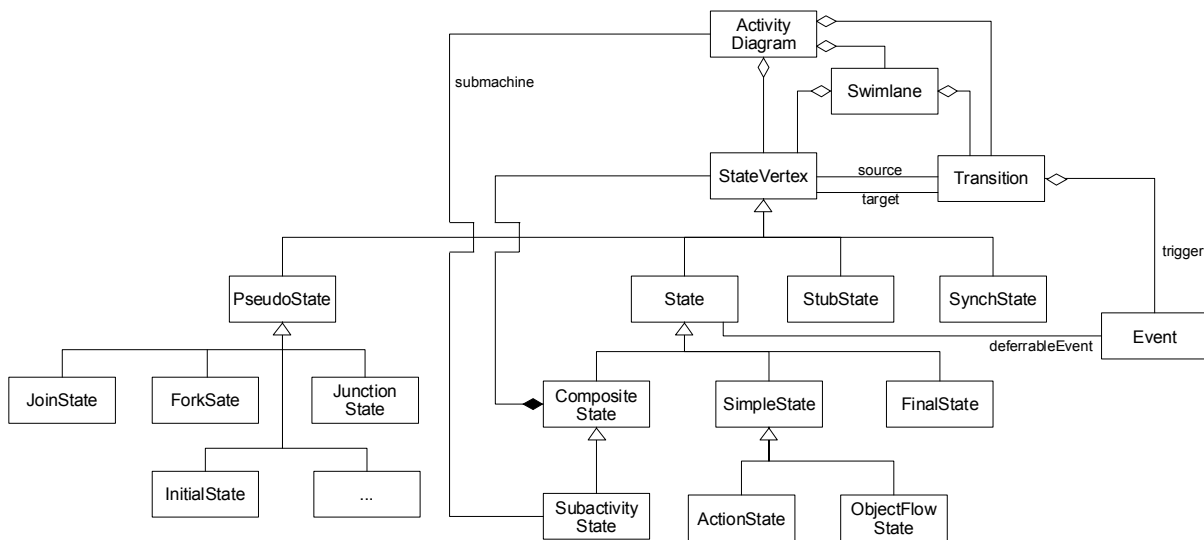 Activity
Diagram
submachine
Swimlane
StateVertex
source
target
Transition
trigger
PseudoState
State
StubState
SynchState
Event
deferrableEvent
JoinState
ForkSate
Junction
State
Composite
State
SimpleState
FinalState
InitialState
...
Subactivity
State
ActionState
ObjectFlow
State